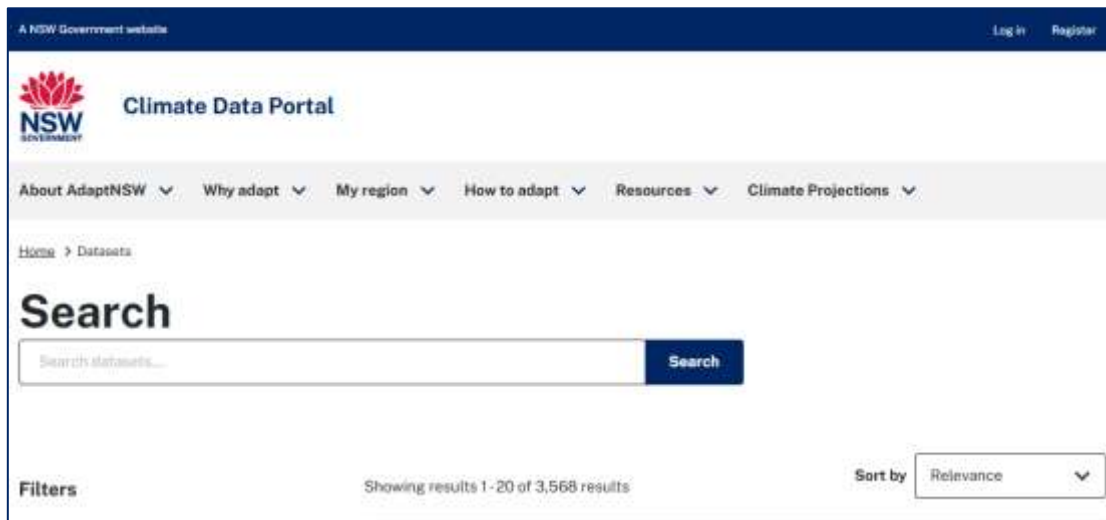 A NSW Government website
Log in Register
NSW
GOVERNMENT
Climate Data Portal
About AdaptNSW Why adapt My region How to adapt Resources Climate Projections
Home > Datasets
Search
Search datasets...
Search
Filters
Showing results 1-20 of 3,568 results
Sort by Relevance